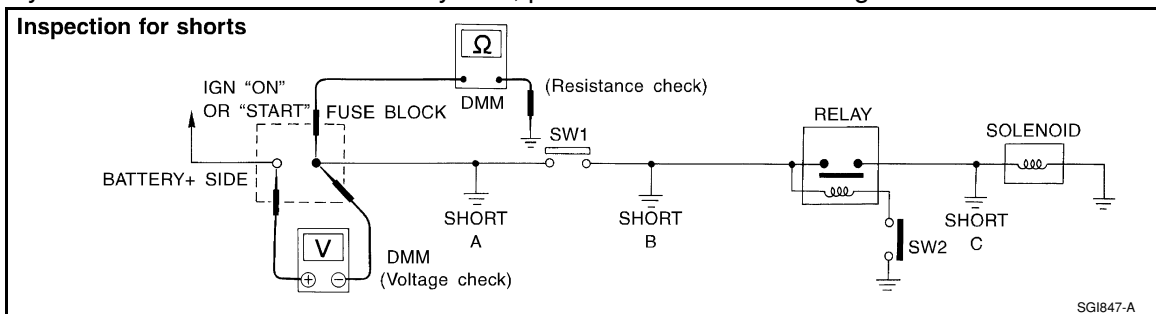 Inspection for shorts
IGN "ON"
OR "START"
FUSE BLOCK
BATTERY+ SIDE
Ω
DMM
(Resistance check)
SW1
RELAY
SOLENOID
SHORT
A
SHORT
B
SHORT
C
SW2
V
+ −
DMM
(Voltage check)
SGI847-A